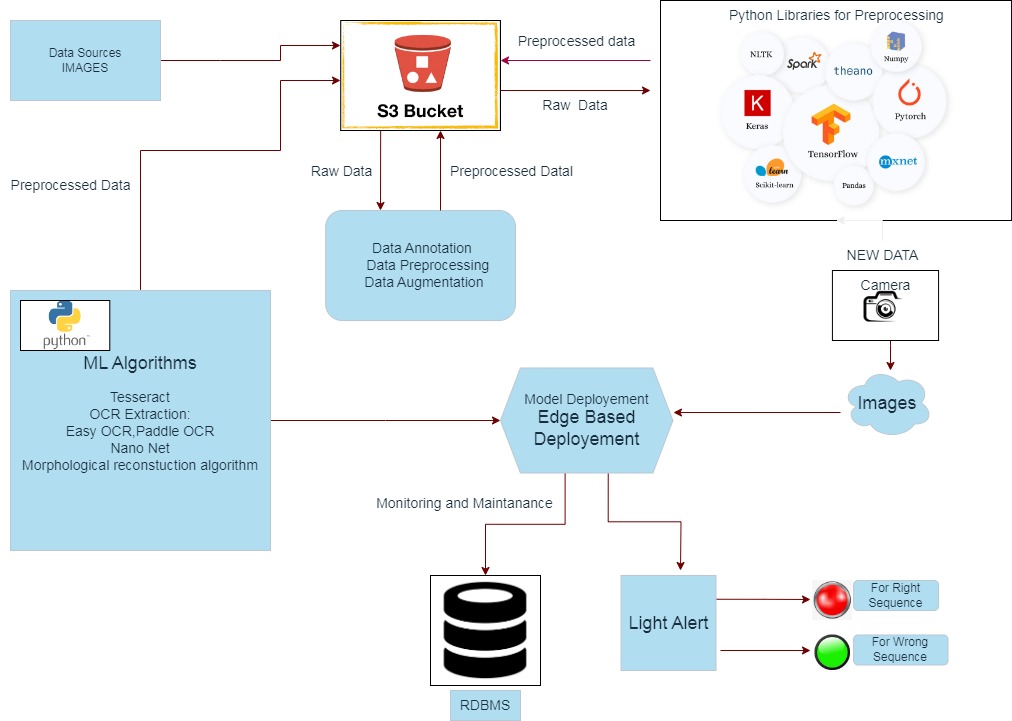 Data Sources
IMAGES
S3 Bucket
Preprocessed data
Raw Data
Python Libraries for Preprocessing
NLTK
Spark
theano
Numpy
Keras
K
TensorFlow
Pytorch
learn
Scikit-learn
Pandas
mxnet
Preprocessed Data
Raw Data
Preprocessed Datal
Data Annotation
Data Preprocessing
Data Augmentation
NEW DATA
Camera
Images
python
ML Algorithms
Tesseract
OCR Extraction:
Easy OCR,Paddle OCR
Nano Net
Morphological reconstuction algorithm
Model Deployement
Edge Based
Deployement
Monitoring and Maintanance
RDBMS
Light Alert
For Right
Sequence
For Wrong
Sequence